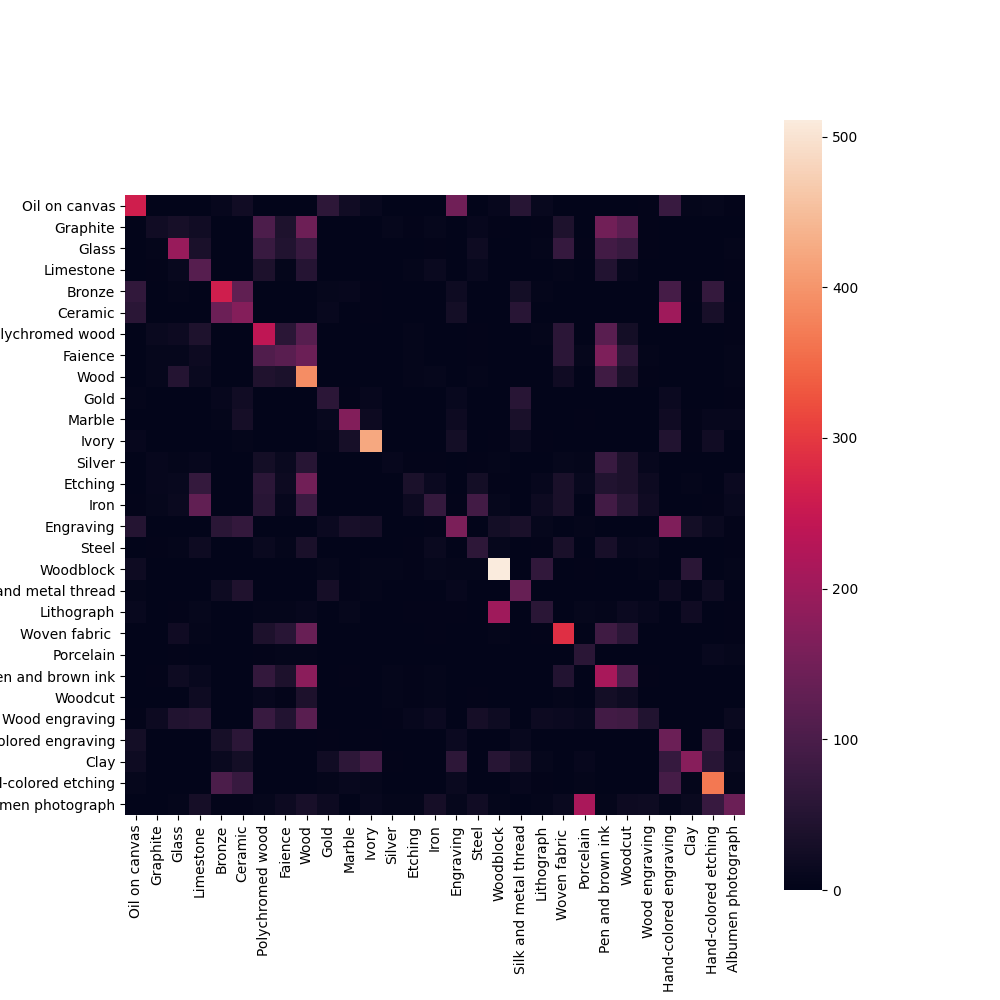 Oil on canvas
Graphite
Glass
Limestone
Bronze
Ceramic
lychromed wood
Faience
Wood
Gold
Marble
Ivory
Silver
Etching
Iron
Engraving
Steel
Woodblock
and metal thread
Lithograph
Woven fabric
Porcelain
en and brown ink
Woodcut
Wood engraving
olored engraving
Clay
d-colored etching
men photograph
Oil on canvas
Graphite
Glass
Limestone
Bronze
Ceramic
Polychromed wood
Faience
Wood
Gold
Marble
Ivory
Silver
Etching
Iron
Engraving
Steel
Woodblock
Silk and metal thread
Lithograph
Woven fabric
Porcelain
Pen and brown ink
Woodcut
Wood engraving
Hand-colored engraving
Clay
Hand-colored etching
Albumen photograph
500
400
300
200
100
0